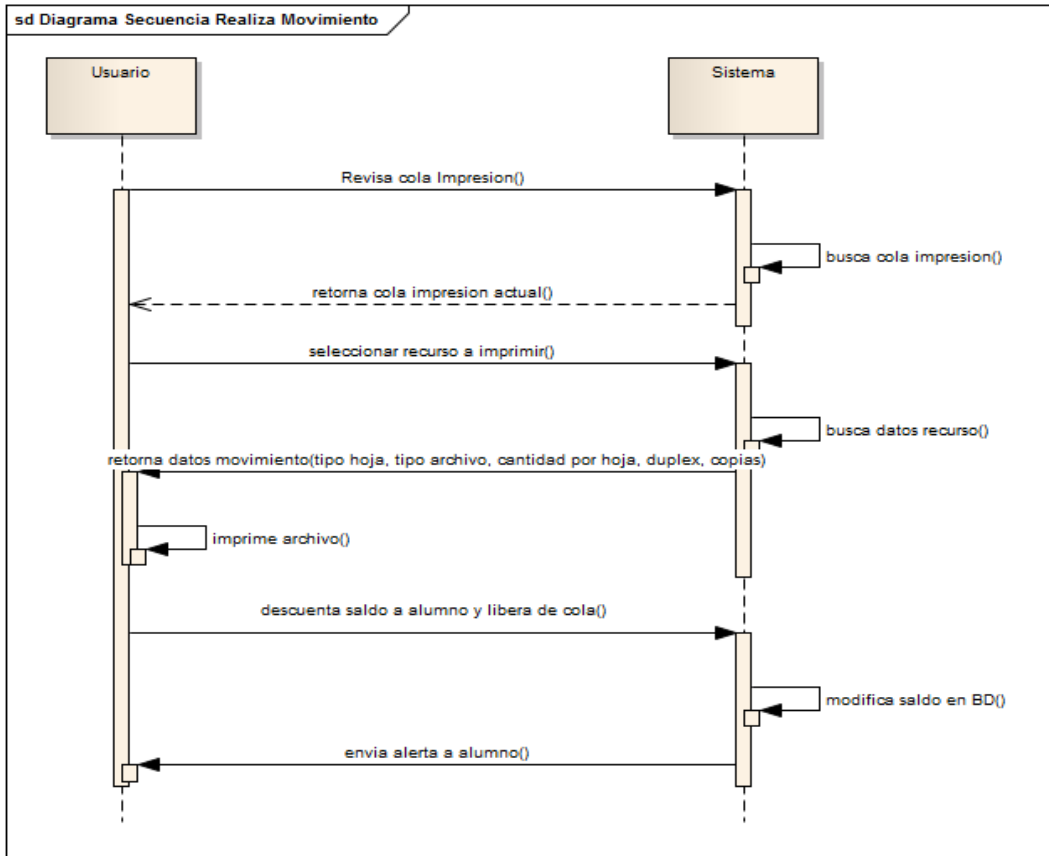 sd Diagrama Secuencia Realiza Movimiento
Usuario
Sistema
Revisa cola Impresion()
busca cola impresion()
retorna cola impresion actual()
seleccionar recurso a imprimir()
busca datos recurso()
retorna datos movimiento(tipo hoja, tipo archivo, cantidad por hoja, duplex, copias)
imprime archivo()
descuenta saldo a alumno y libera de cola()
modifica saldo en BD()
envia alerta a alumno()